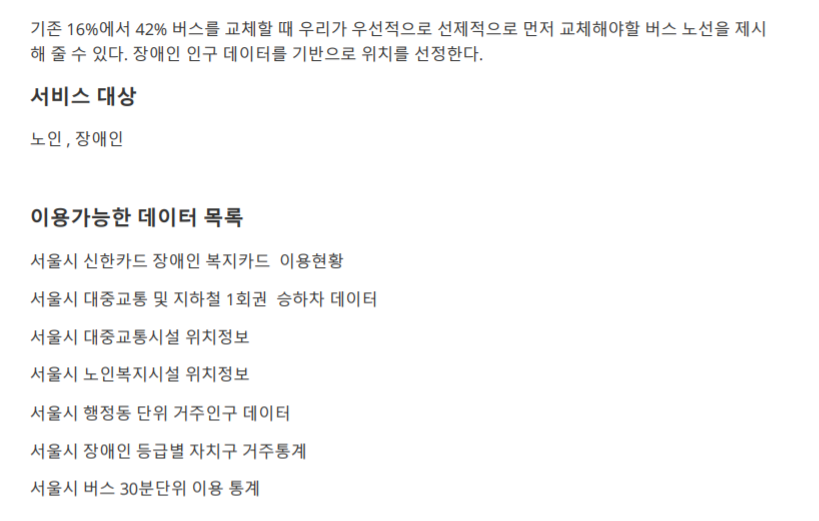 기존 16%에서 42% 버스를 교체할 때 우리가 우선적으로 선제적으로 먼저 교체해야할 버스 노선을 제시
해 줄 수 있다. 장애인 인구 데이터를 기반으로 위치를 선정한다.
서비스 대상
노인 , 장애인
이용가능한 데이터 목록
서울시 신한카드 장애인 복지카드  이용현황
서울시 대중교통 및 지하철 1회권  승하차 데이터
서울시 대중교통시설 위치정보
서울시 노인복지시설 위치정보
서울시 행정동 단위 거주인구 데이터
서울시 장애인 등급별 자치구 거주통계
서울시 버스 30분단위 이용 통계